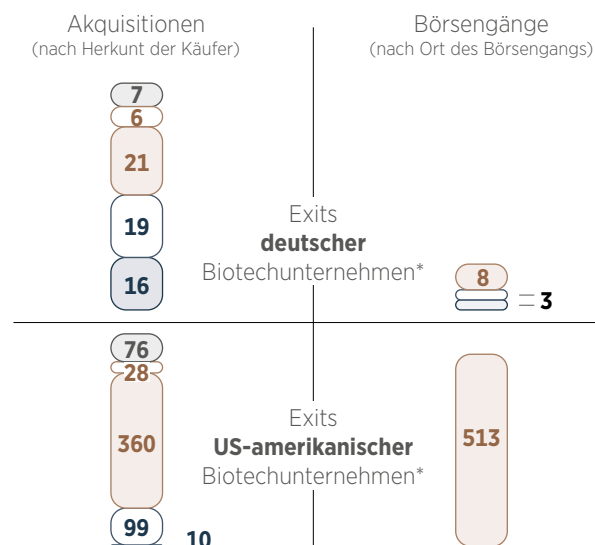 Akquisitionen
(nach Herkunt der Käufer)
Börsengänge
(nach Ort des Börsengangs)
7
6
21
19
16
Exits
deutscher
Biotechunternehmen*
8
3
76
28
360
99
10
Exits
US-amerikanischer
Biotechunternehmen*
513